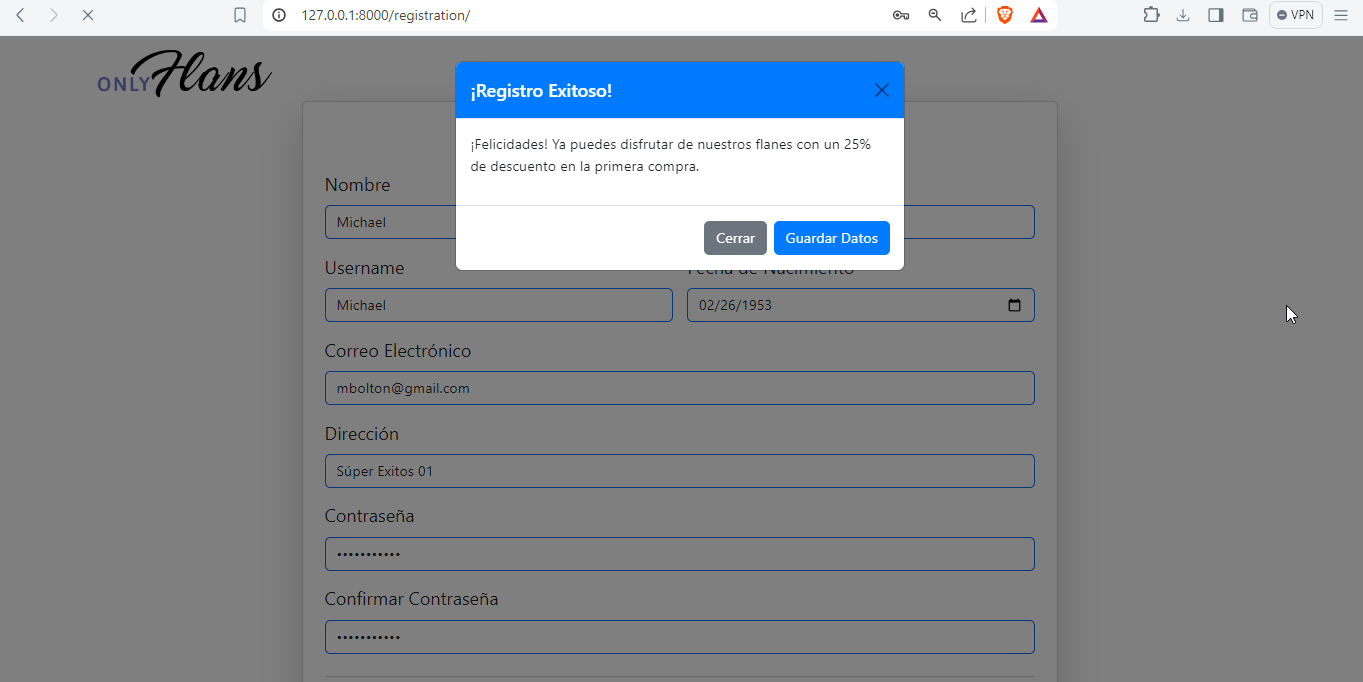 127.0.0.1:8000/registration/
VPN
ONLY Flans
¡Registro Exitoso!
¡Felicidades! Ya puedes disfrutar de nuestros flanes con un 25%
de descuento en la primera compra.
Cerrar
Guardar Datos
Nombre
Michael
Username
Fecha de Nacimiento
Michael
02/26/1953
Correo Electrónico
mbolton@gmail.com
Dirección
Súper Exitos 01
Contraseña
•••••••••••
Confirmar Contraseña
•••••••••••